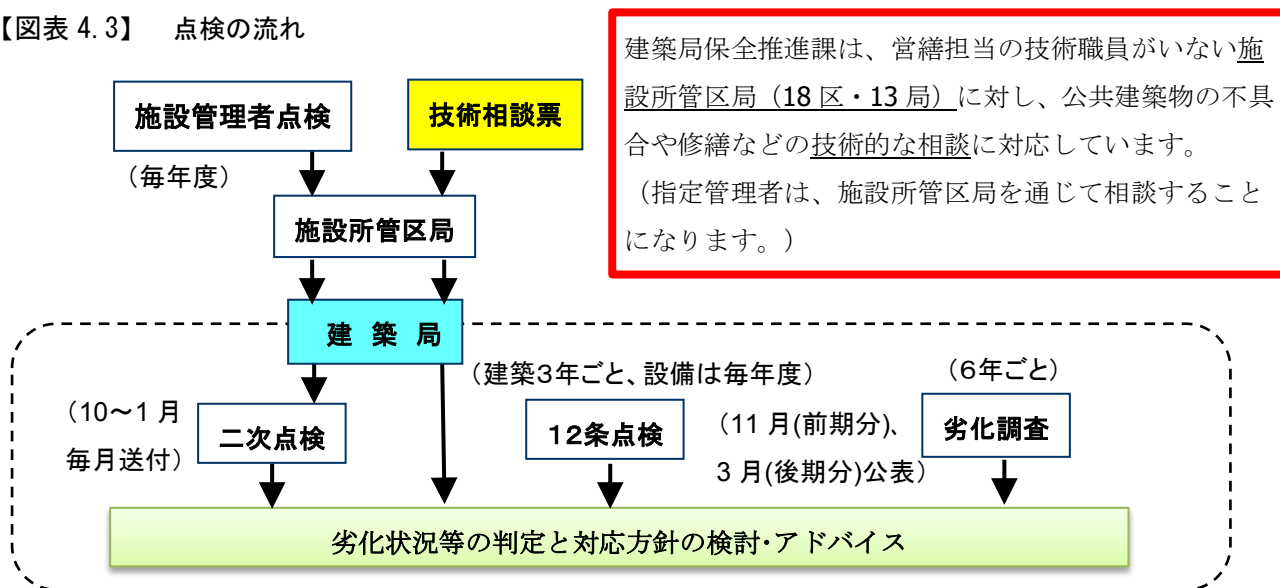 【図表 4.3】　点検の流れ
建築局保全推進課は、営繕担当の技術職員がいない施
設所管区局（18 区・13 局）に対し、公共建築物の不具
合や修繕などの技術的な相談に対応しています。
（指定管理者は、施設所管区局を通じて相談すること
になります。）
施設管理者点検
技術相談票
（毎年度）
施設所管区局
建 築 局
（建築３年ごと、設備は毎年度）
（６年ごと）
（10～1 月
毎月送付）
二次点検
１２条点検
（11 月(前期分)、
3 月(後期分)公表）
劣化調査
劣化状況等の判定と対応方針の検討・アドバイス